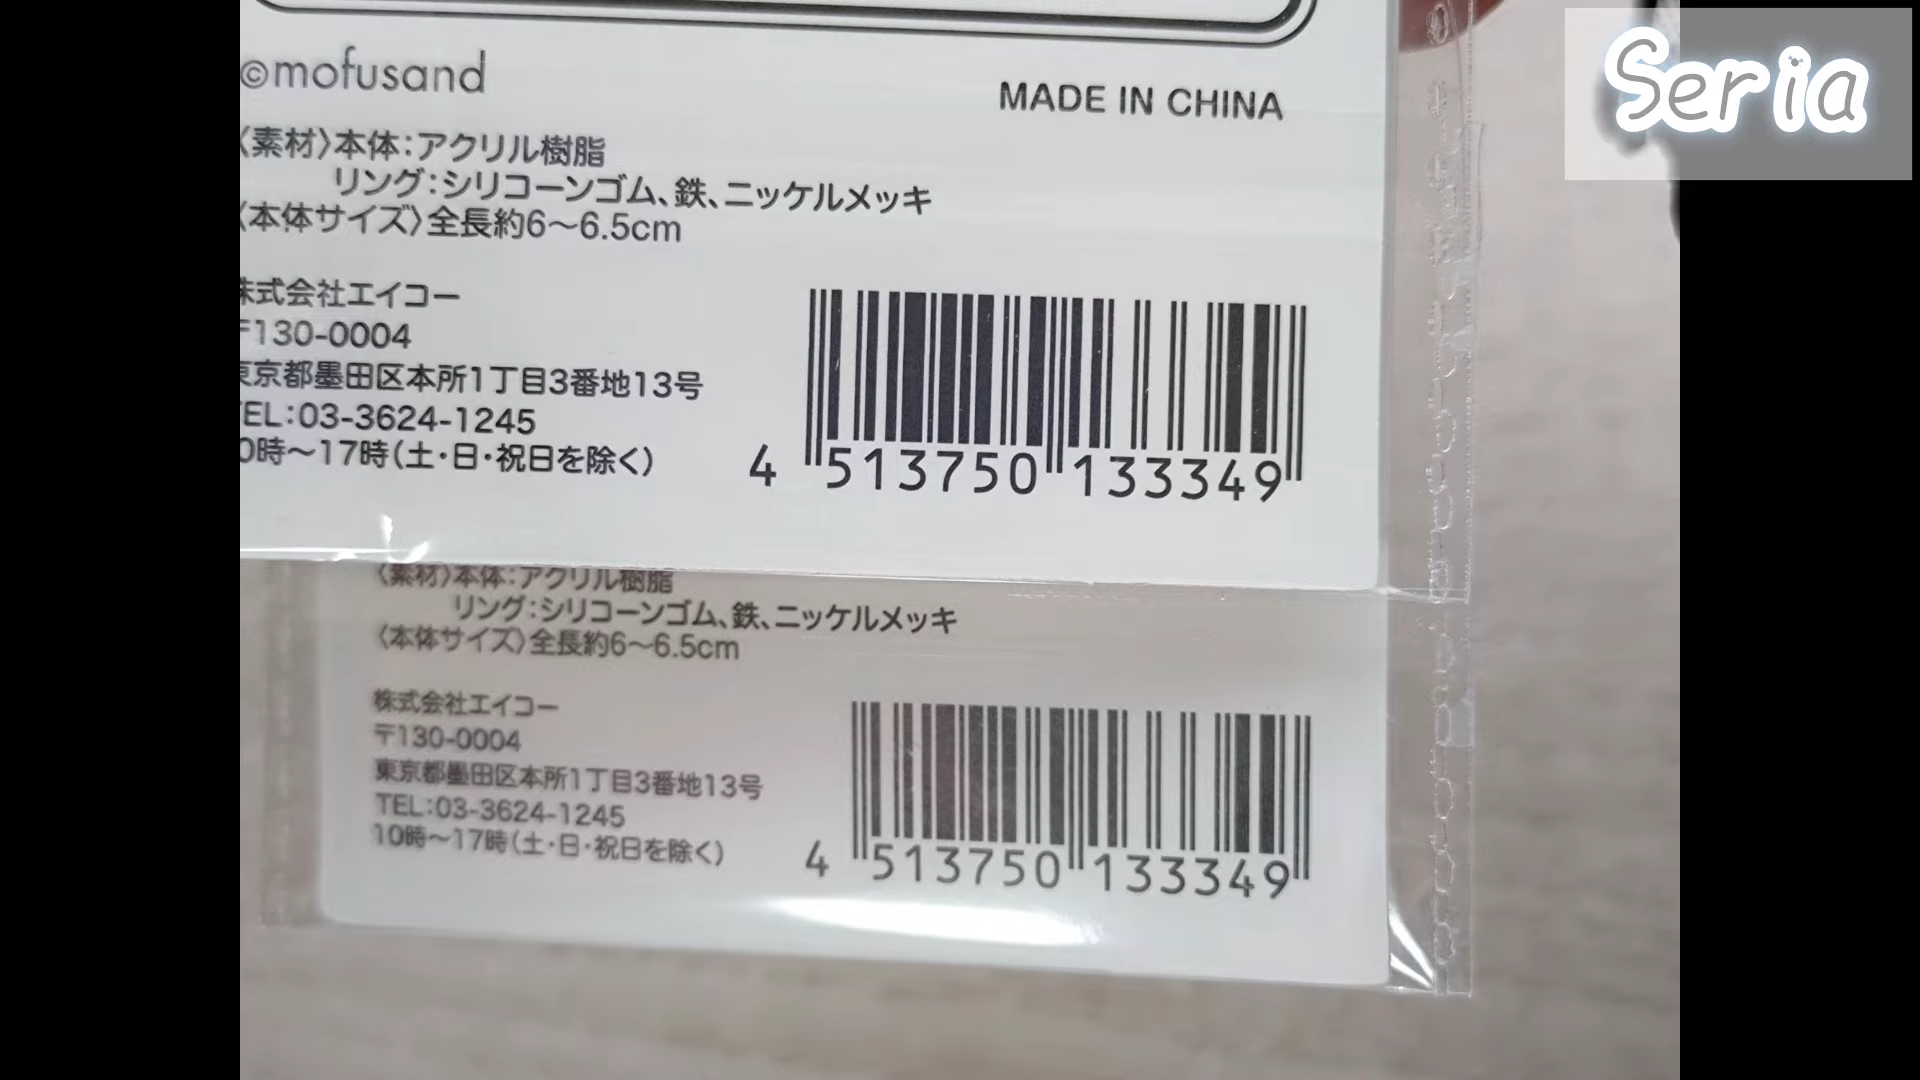 Seria
©mofusand
MADE IN CHINA
〈素材〉本体：アクリル樹脂
リング：シリコーンゴム、鉄、ニッケルメッキ
〈本体サイズ〉全長約6〜6.5cm
株式会社エイコー
〒130-0004
東京都墨田区本所1丁目3番地13号
TEL：03-3624-1245
0時〜17時（土・日・祝日を除く）
4 513750 133349
〈素材〉本体：アクリル樹脂
リング：シリコーンゴム、鉄、ニッケルメッキ
〈本体サイズ〉全長約6〜6.5cm
株式会社エイコー
〒130-0004
東京都墨田区本所1丁目3番地13号
TEL：03-3624-1245
10時〜17時（土・日・祝日を除く）
4 513750 133349